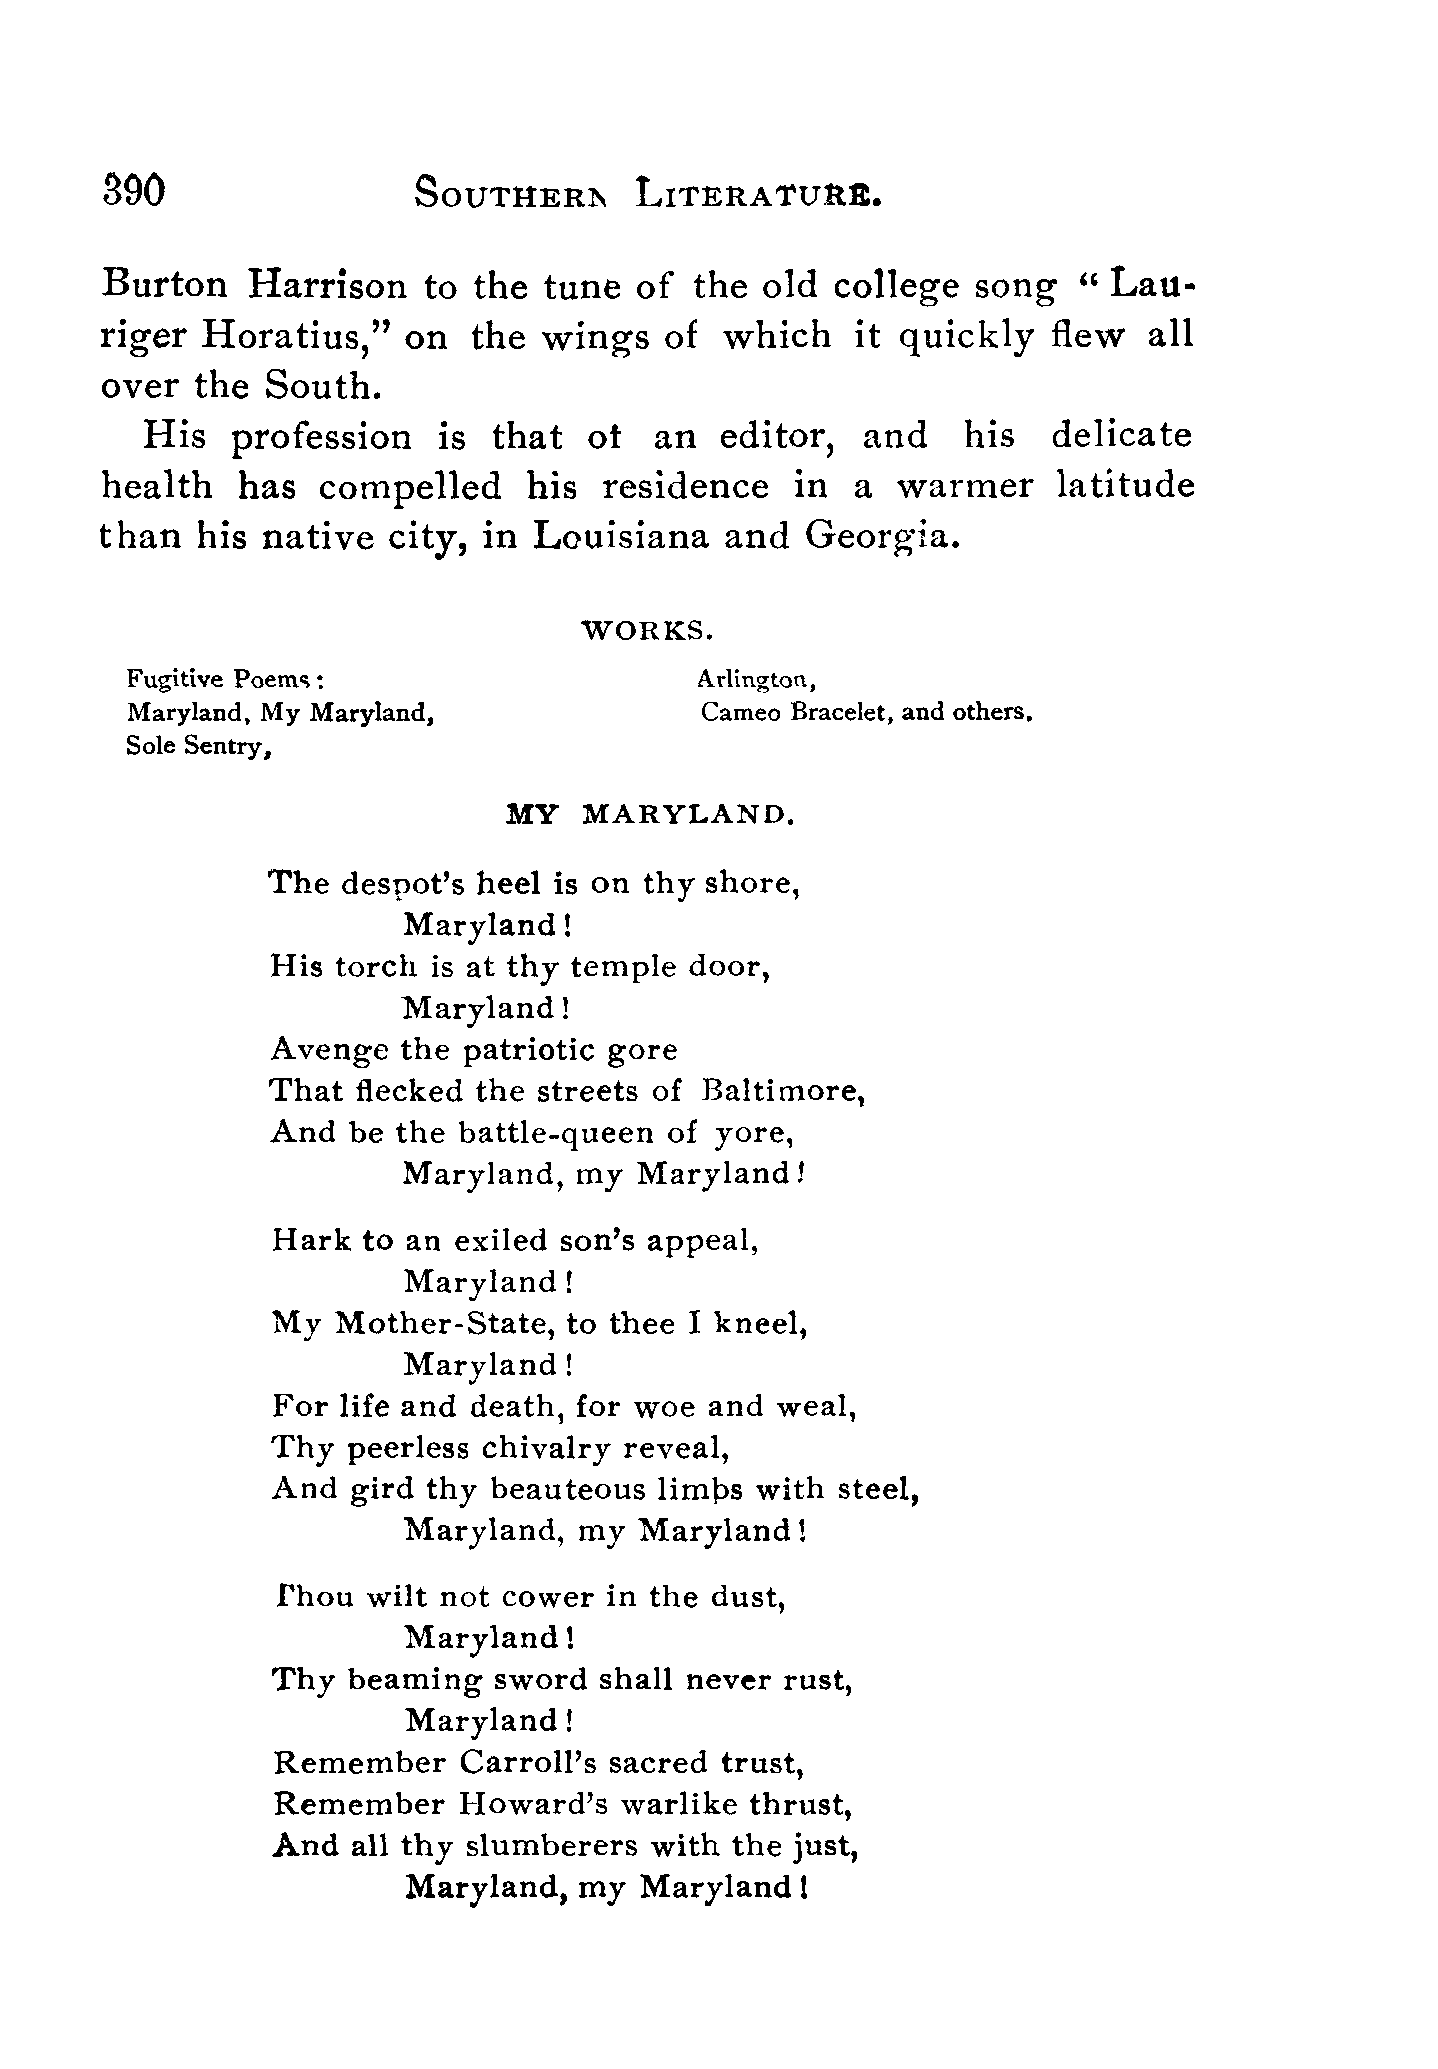 390 SOUTHERN LITERATURE.
Burton Harrison to the tune of the old college song “ Lau-
riger Horatius,” on the wings of which it quickly flew all
over the South.
His profession is that of an editor, and his delicate
health has compelled his residence in a warmer latitude
than his native city, in Louisiana and Georgia.
WORKS.
Fugitive Poems :
Maryland, My Maryland,
Sole Sentry,
Arlington,
Cameo Bracelet, and others.
MY MARYLAND.
The despot’s heel is on thy shore,
Maryland !
His torch is at thy temple door,
Maryland !
Avenge the patriotic gore
That flecked the streets of Baltimore,
And be the battle-queen of yore,
Maryland, my Maryland !
Hark to an exiled son’s appeal,
Maryland !
My Mother-State, to thee I kneel,
Maryland !
For life and death, for woe and weal,
Thy peerless chivalry reveal,
And gird thy beauteous limbs with steel,
Maryland, my Maryland !
Thou wilt not cower in the dust,
Maryland !
Thy beaming sword shall never rust,
Maryland !
Remember Carroll’s sacred trust,
Remember Howard’s warlike thrust,
And all thy slumberers with the just,
Maryland, my Maryland !